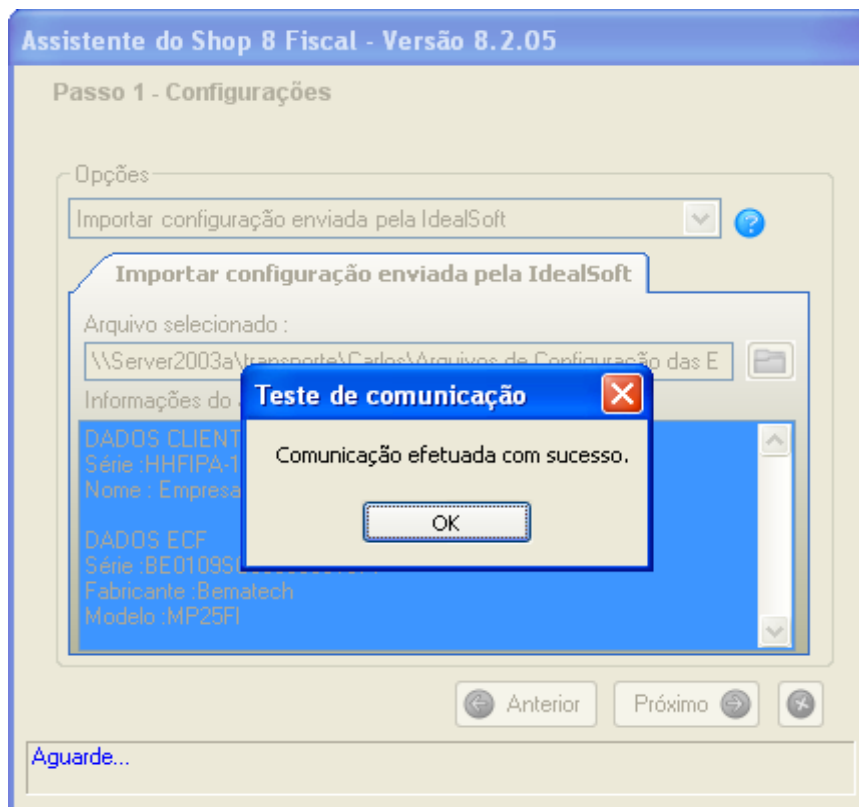 Assistente do Shop 8 Fiscal - Versão 8.2.05
Passo 1 - Configurações
Opções
Importar configuração enviada pela IdealSoft
?
Importar configuração enviada pela IdealSoft
Arquivo selecionado :
\\Server2003a\transporte\Carlos\Arquivos de Configuração das E
Informações do
Teste de comunicação
Comunicação efetuada com sucesso.
OK
DADOS CLIENT
Série :HHFIPA-1
Nome : Empresa
DADOS ECF
Série
Fabricante :Bematech
Modelo :MP25FI
Anterior
Próximo
Aguarde...